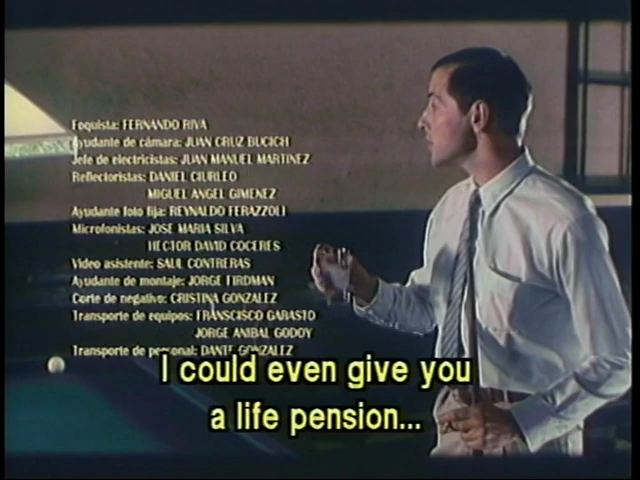 Foquista: FERNANDO RIVA
Ayudante de cámara: JUAN CRUZ BUCICH
Jefe de electricistas: JUAN MANUEL MARTINEZ
Reflectoristas: DANIEL CIURLEO
MIGUEL ANGEL GIMENEZ
Ayudante foto fija: REYNALDO FERAZZOLI
Microfonistas: JOSE MARIA SILVA
HECTOR DAVID COCERES
Video asistente: SAUL CONTRERAS
Ayudante de montaje: JORGE FIRDMAN
Corte de negativo: CRISTINA GONZALEZ
Transporte de equipos: FRANSCISCO GARASTO
JORGE ANIBAL GODOY
Transporte de personal: DANTE GONZALEZ
I could even give you
a life pension...